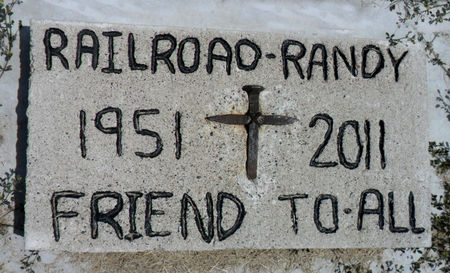 RAILROAD-RANDY
1951 2011
FRIEND TO-ALL